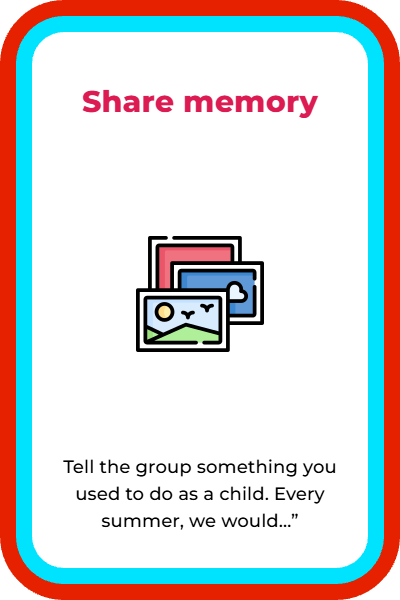 Share memory
Tell the group something you
used to do as a child. Every
summer, we would...”